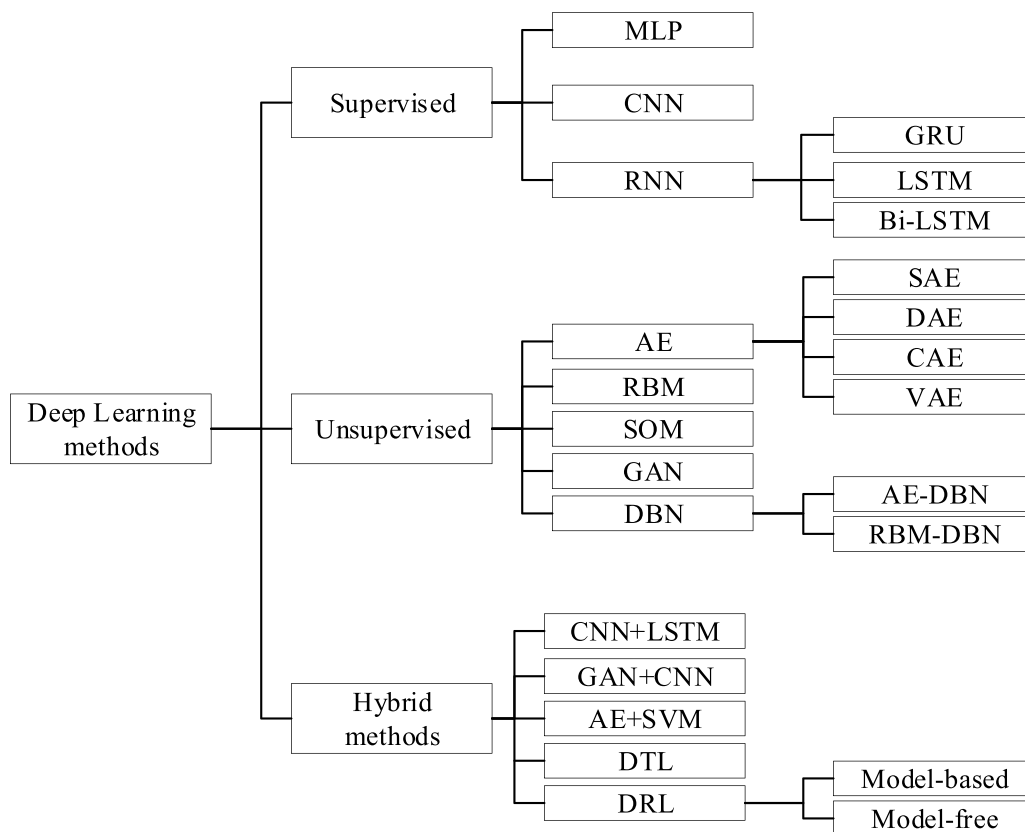 Deep Learning
methods
Supervised
MLP
CNN
RNN
GRU
LSTM
Bi-LSTM
Unsupervised
AE
SAE
DAE
CAE
VAE
RBM
SOM
GAN
DBN
AE-DBN
RBM-DBN
Hybrid
methods
CNN+LSTM
GAN+CNN
AE+SVM
DTL
DRL
Model-based
Model-free